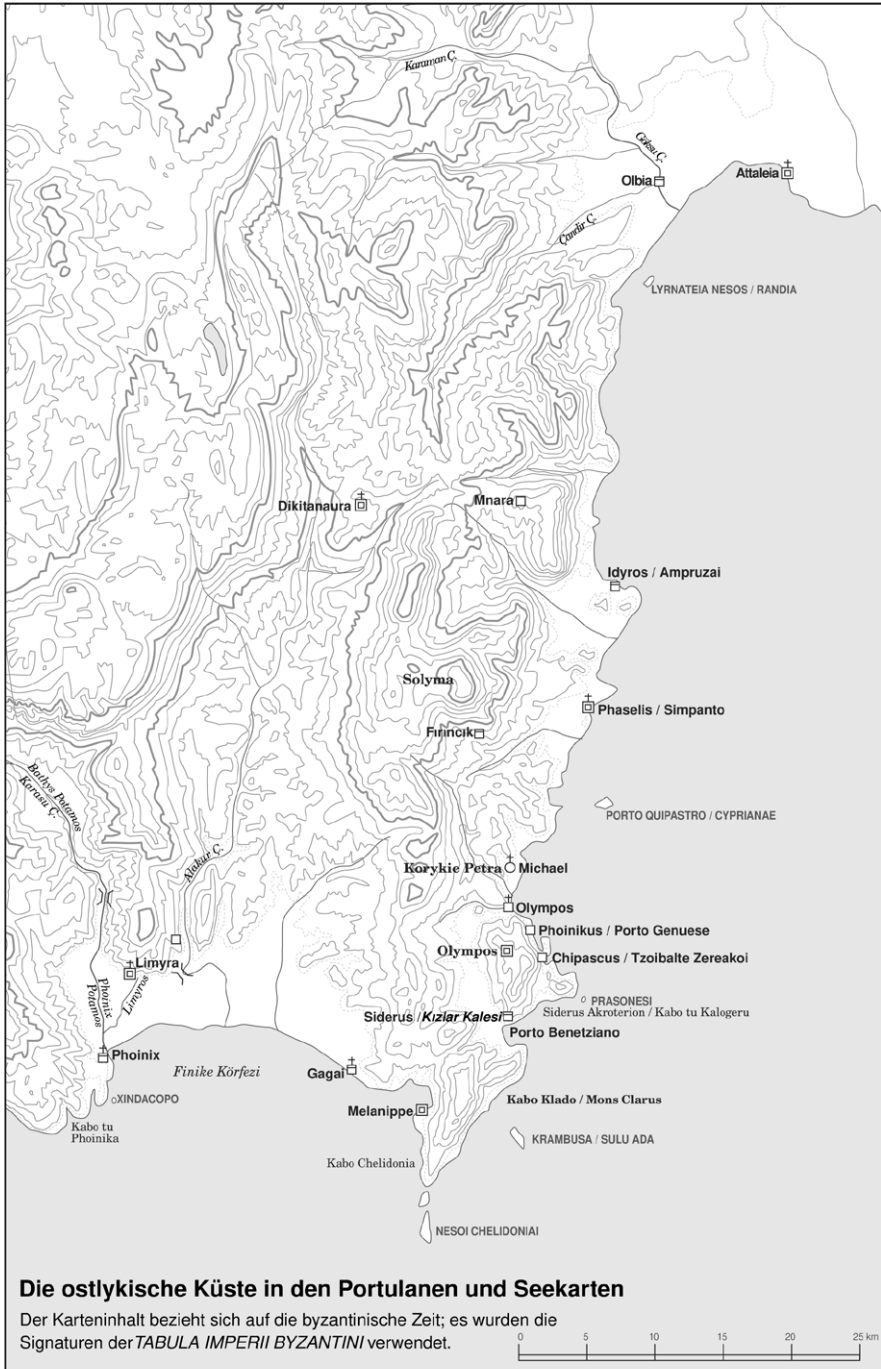 Karaman Ç.
Göksu Ç.
Olbia
Attaleia
Çandir Ç.
LYRNATEIA NESOS / RANDIA
Dikitanaura
Mnara
Idyros / Ampruzai
Solyma
Phaselis / Simpanto
Fırıncık
Bathys Potamos
Karasu Ç.
PORTO QUIPASTRO / CYPRIANAE
Alakur Ç.
Korykie Petra
Michael
Olympos
Phoinikus / Porto Genuese
Olympos
Chipascus / Tzoibalte Zereakoi
Limyra
Phoinix
Potamos
Limyros
PRASONESI
Siderus Akroterion / Kabo tu Kalogeru
Siderus / Kızlar Kalesi
Porto Benetziano
Phoinix
Finike Körfezi
Gagai
XINDACOPO
Melanippe
Kabo Klado / Mons Clarus
Kabo tu
Phoinika
KRAMBUSA / SULU ADA
Kabo Chelidonia
NESOI CHELIDONIAI
Die ostlykische Küste in den Portulanen und Seekarten
Der Karteninhalt bezieht sich auf die byzantinische Zeit; es wurden die
Signaturen der TABULA IMPERII BYZANTINI verwendet.
0 5 10 15 20 25 km